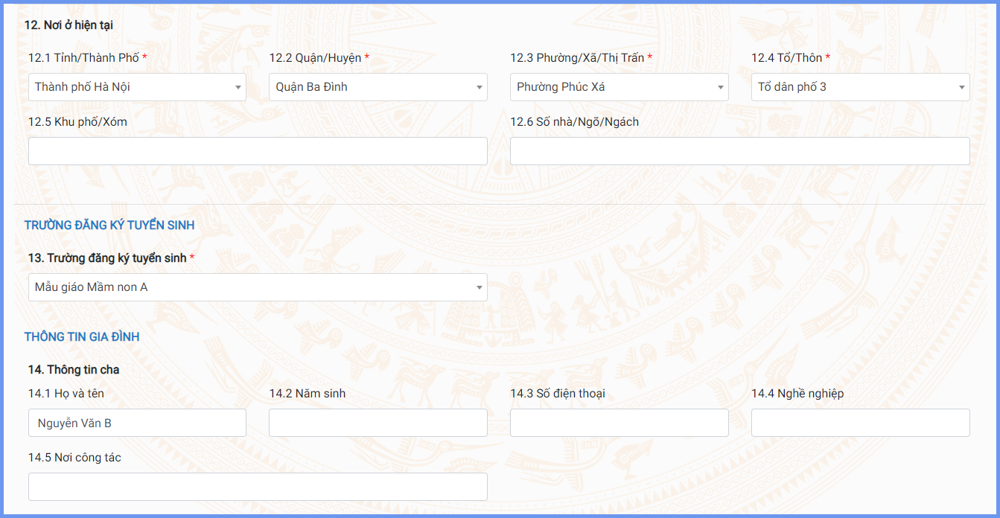 12. Nơi ở hiện tại
12.1 Tỉnh/Thành Phố * 12.2 Quận/Huyện * 12.3 Phường/Xã/Thị Trấn * 12.4 Tổ/Thôn *
Thành phố Hà Nội Quận Ba Đình Phường Phúc Xá Tổ dân phố 3
12.5 Khu phố/Xóm 12.6 Số nhà/Ngõ/Ngách
TRƯỜNG ĐĂNG KÝ TUYỂN SINH
13. Trường đăng ký tuyển sinh *
Mẫu giáo Mầm non A
THÔNG TIN GIA ĐÌNH
14. Thông tin cha
14.1 Họ và tên 14.2 Năm sinh 14.3 Số điện thoại 14.4 Nghề nghiệp
Nguyễn Văn B
14.5 Nơi công tác